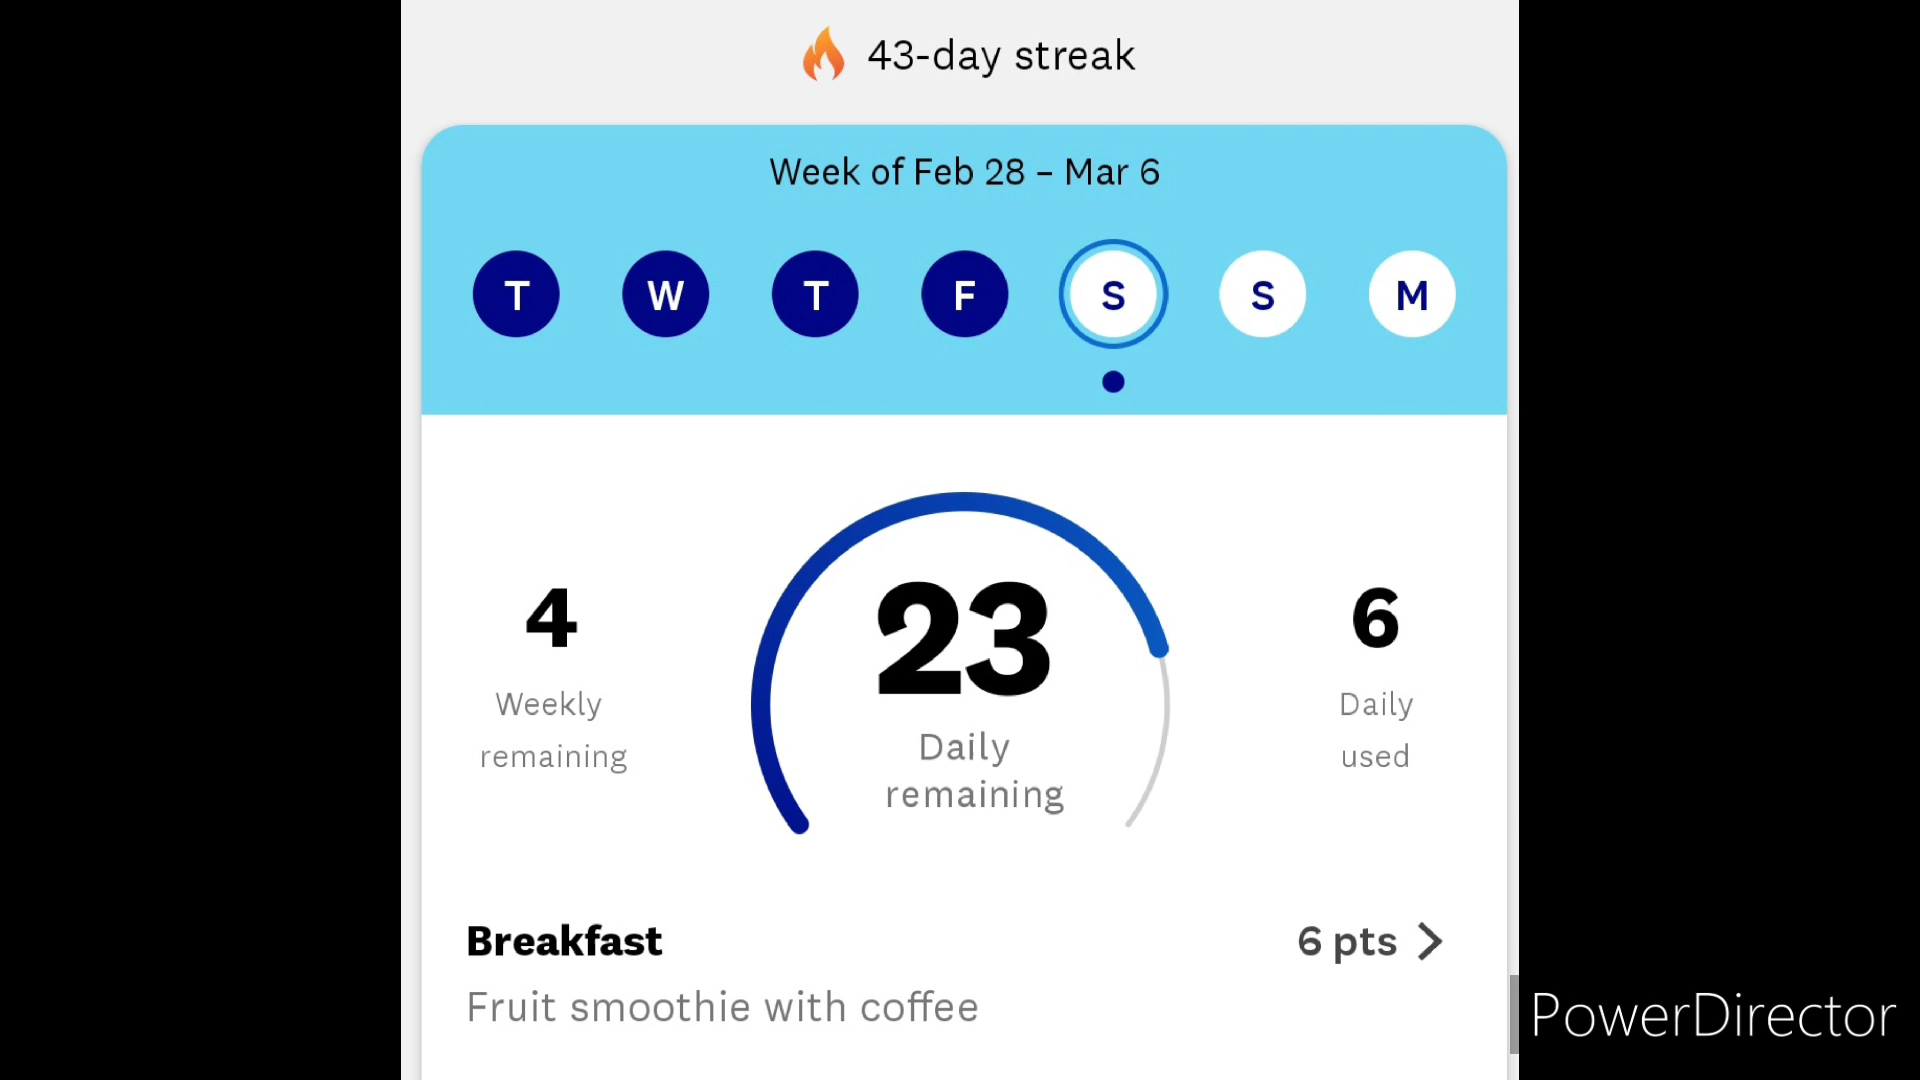 43-day streak
Week of Feb 28 – Mar 6
T W T F S S M
4
Weekly
remaining
23
Daily
remaining
6
Daily
used
Breakfast
6 pts
Fruit smoothie with coffee
PowerDirector